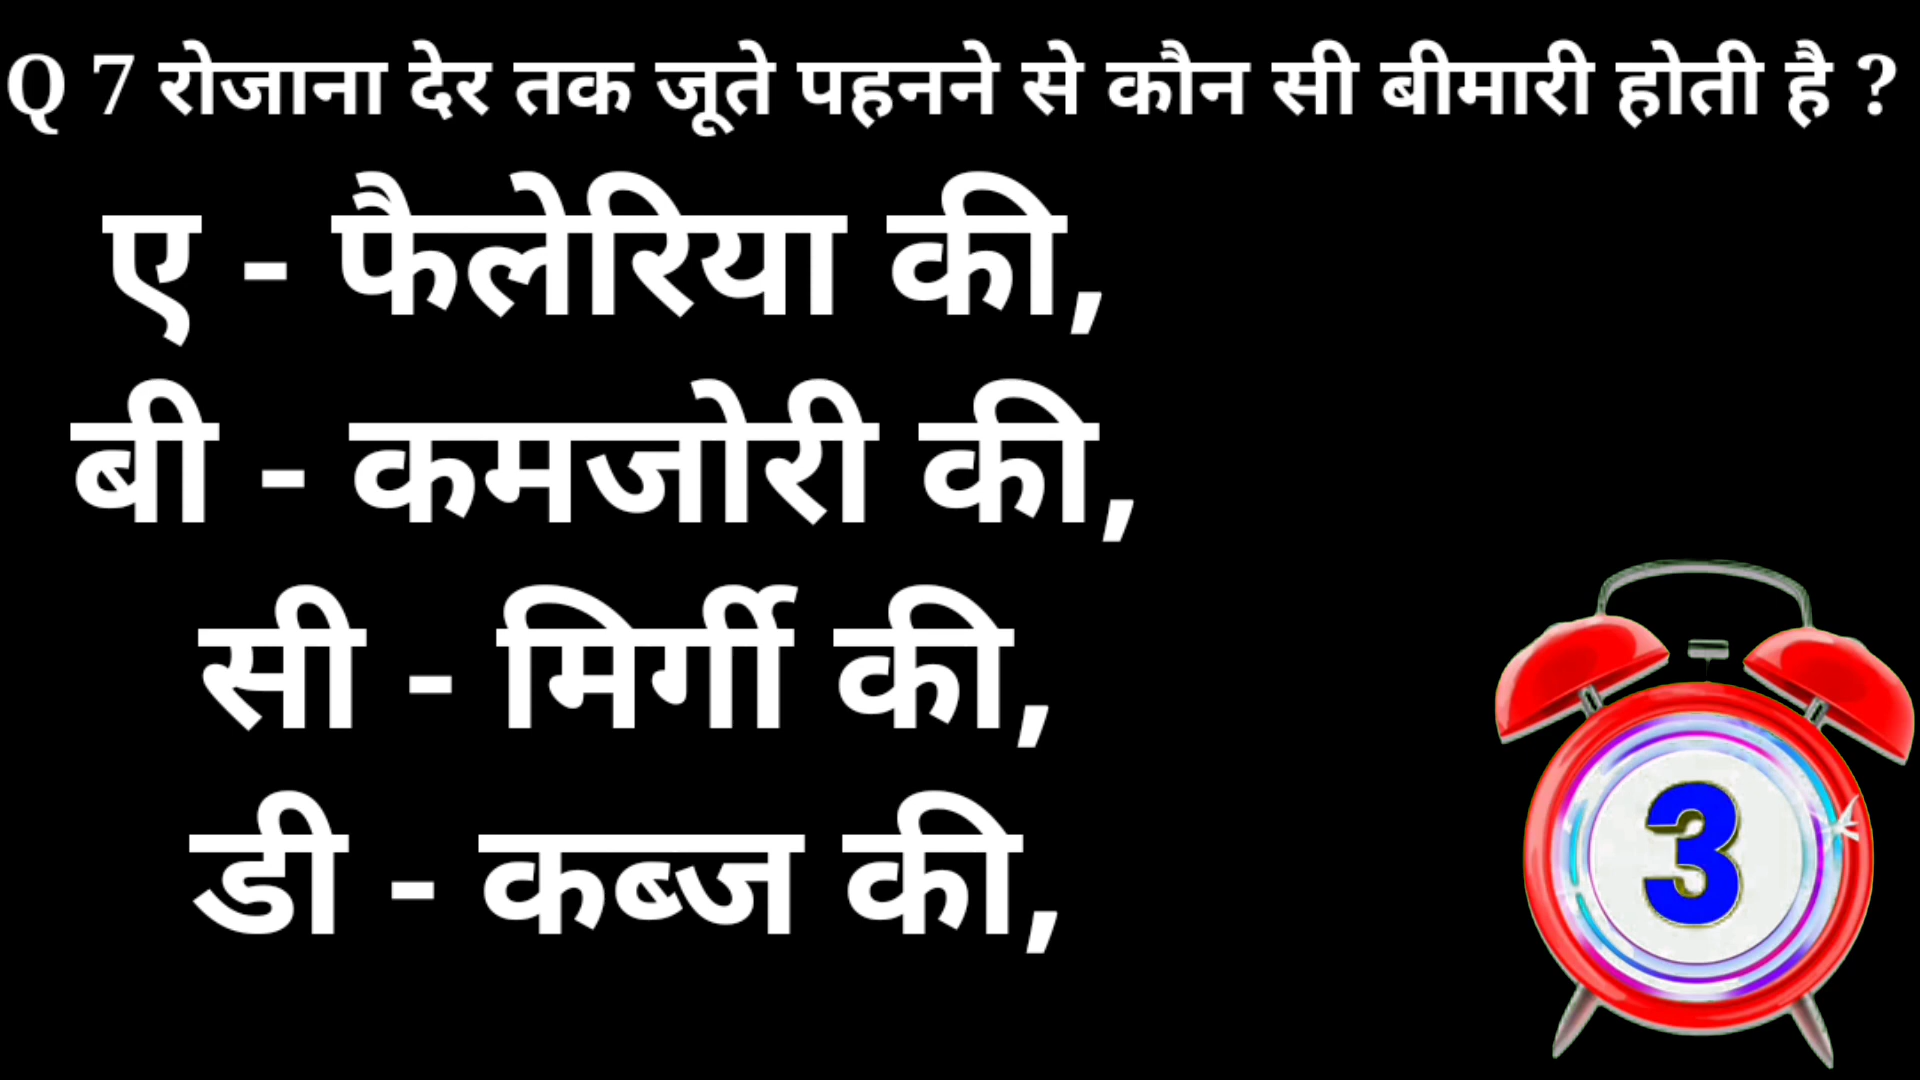 Q 7 रोजाना देर तक जूते पहनने से कौन सी बीमारी होती है ?
ए - फैलेरिया की,
बी - कमजोरी की,
सी - मिर्गी की,
डी - कब्ज की,
3